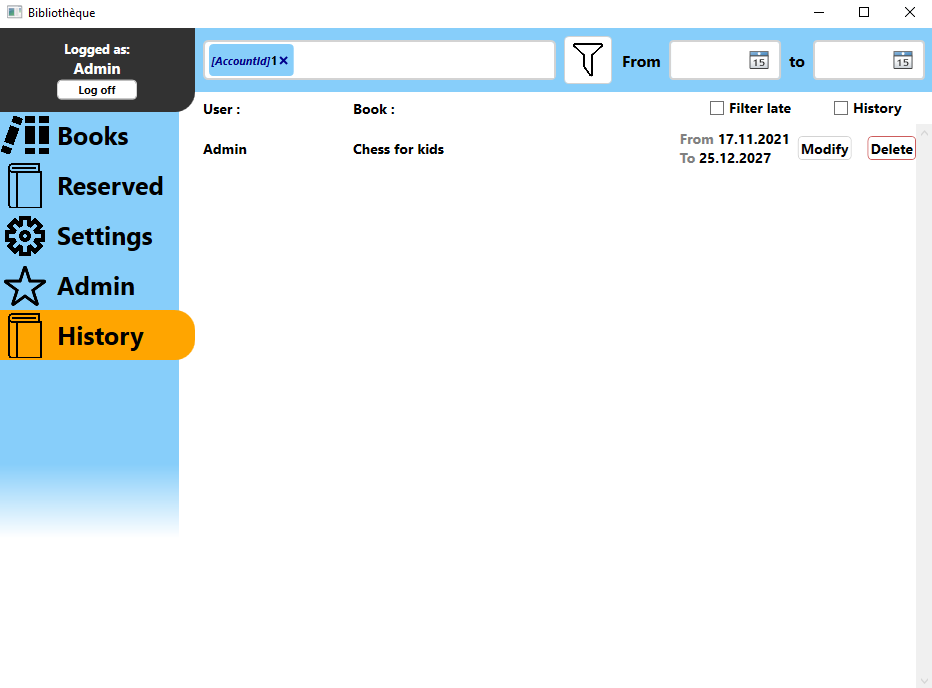 Bibliothèque
Logged as:
Admin
Log off
Books
Reserved
Settings
Admin
History
[AccountId]1×
From 15 to 15
User : Book : Filter late History
Admin Chess for kids From 17.11.2021 Modify Delete
To 25.12.2027